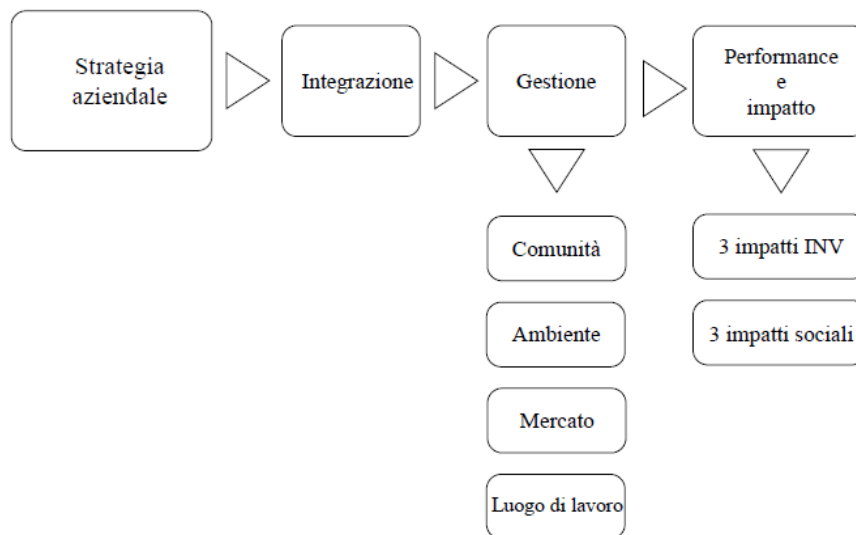 Strategia
aziendale
Integrazione
Gestione
Performance
e
impatto
Comunità
Ambiente
Mercato
Luogo di lavoro
3 impatti INV
3 impatti sociali